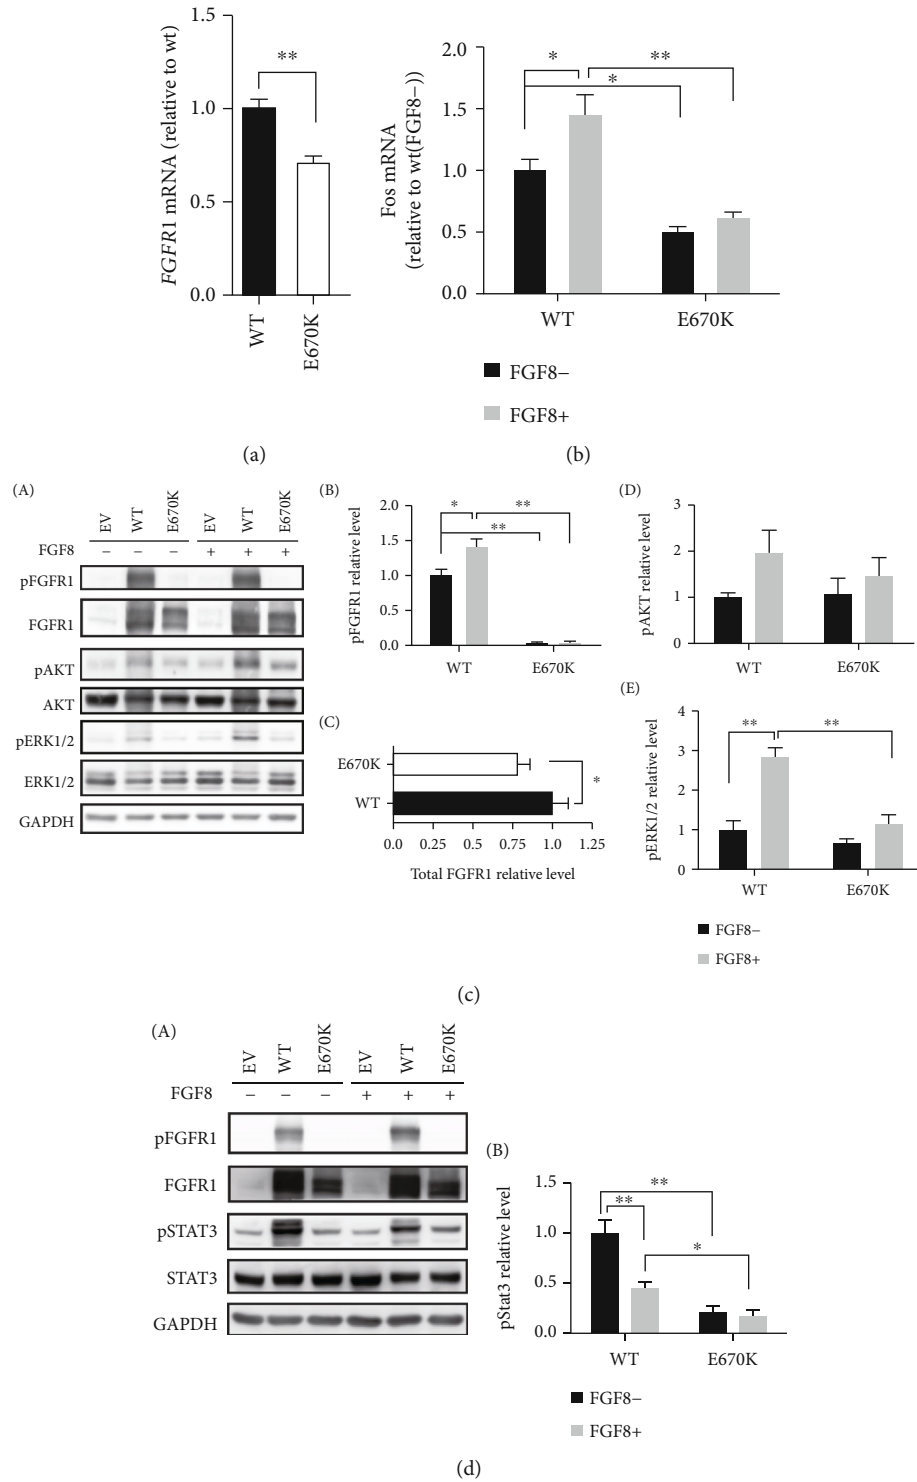 FGFR1 mRNA (relative to wt)
1.5
1.0
0.5
0.0
**
WT
E670K
(a)
Fos mRNA
(relative to wt(FGF8−))
2.0
1.5
1.0
0.5
0.0
*
**
*
WT
E670K
FGF8−
FGF8+
(b)
(A)
EV
WT
E670K
EV
WT
E670K
FGF8 − − − + + +
pFGFR1
FGFR1
pAKT
AKT
pERK1/2
ERK1/2
GAPDH
(B)
pFGFR1 relative level
2.0
1.5
1.0
0.5
0.0
*
**
**
WT
E670K
(C)
E670K
WT
*
0.0 0.25 0.50 0.75 1.0 1.25
Total FGFR1 relative level
(D)
pAKT relative level
3
2
1
0
WT
E670K
(E)
pERK1/2 relative level
4
3
2
1
0
**
**
WT
E670K
FGF8−
FGF8+
(c)
(A)
EV
WT
E670K
EV
WT
E670K
FGF8 − − − + + +
pFGFR1
FGFR1
pSTAT3
STAT3
GAPDH
(B)
pStat3 relative level
1.5
1.0
0.5
0.0
**
**
*
WT
E670K
FGF8−
FGF8+
(d)